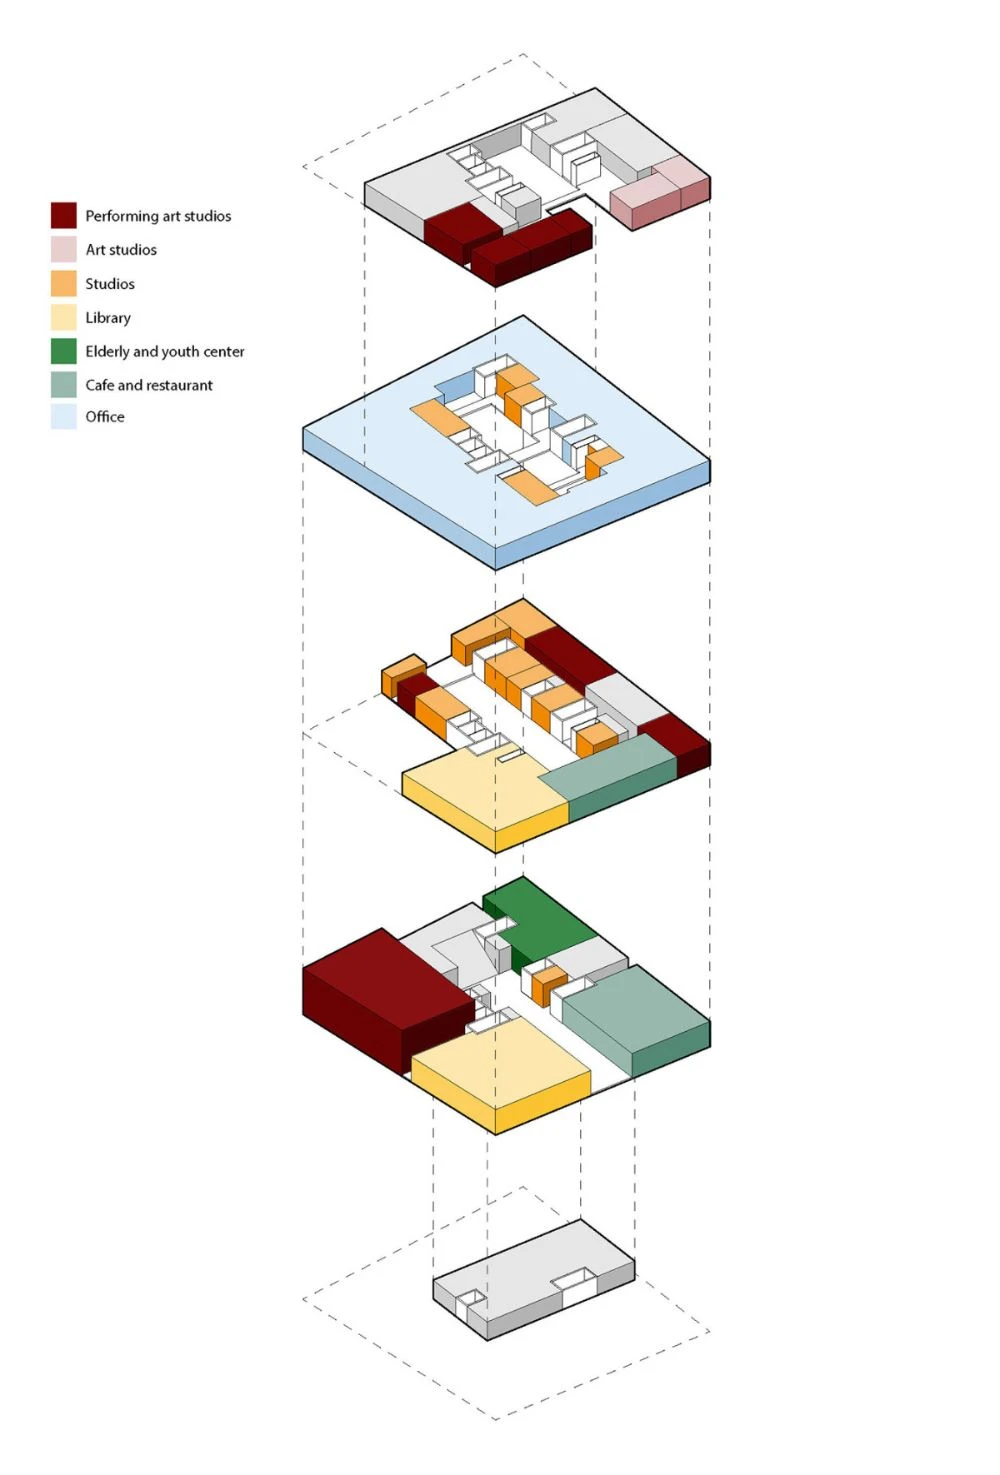 Performing art studios
Art studios
Studios
Library
Elderly and youth center
Cafe and restaurant
Office